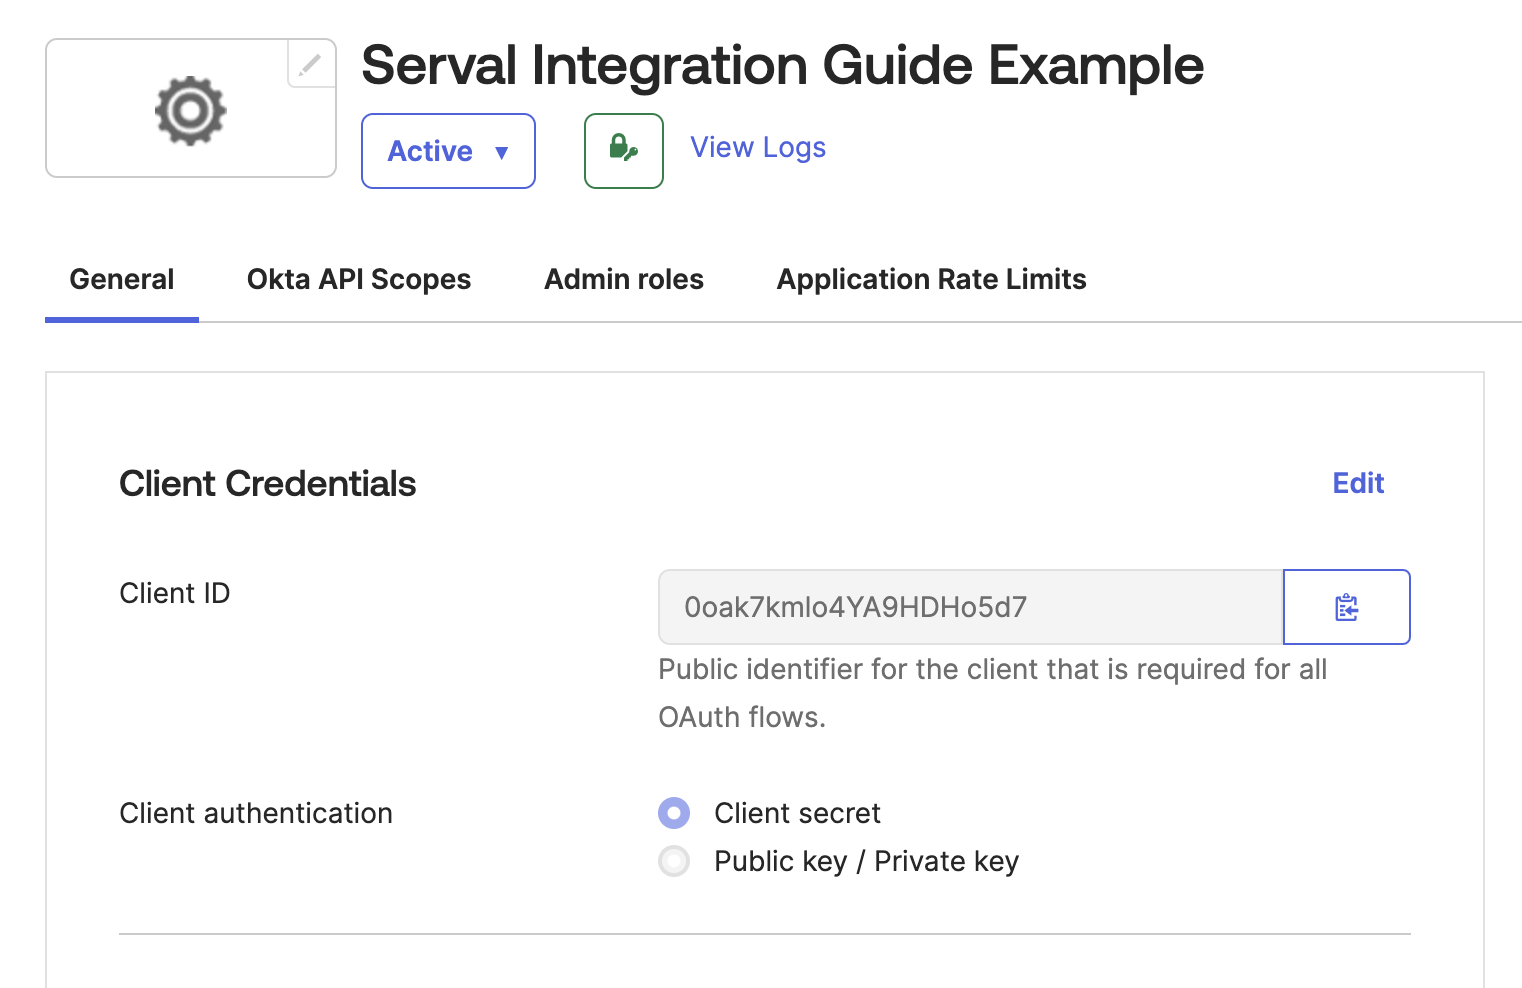 Serval Integration Guide Example
Active
View Logs
General
Okta API Scopes
Admin roles
Application Rate Limits
Client Credentials
Edit
Client ID
0oak7kmlo4YA9HDHo5d7
Public identifier for the client that is required for all
OAuth flows.
Client authentication
Client secret
Public key / Private key